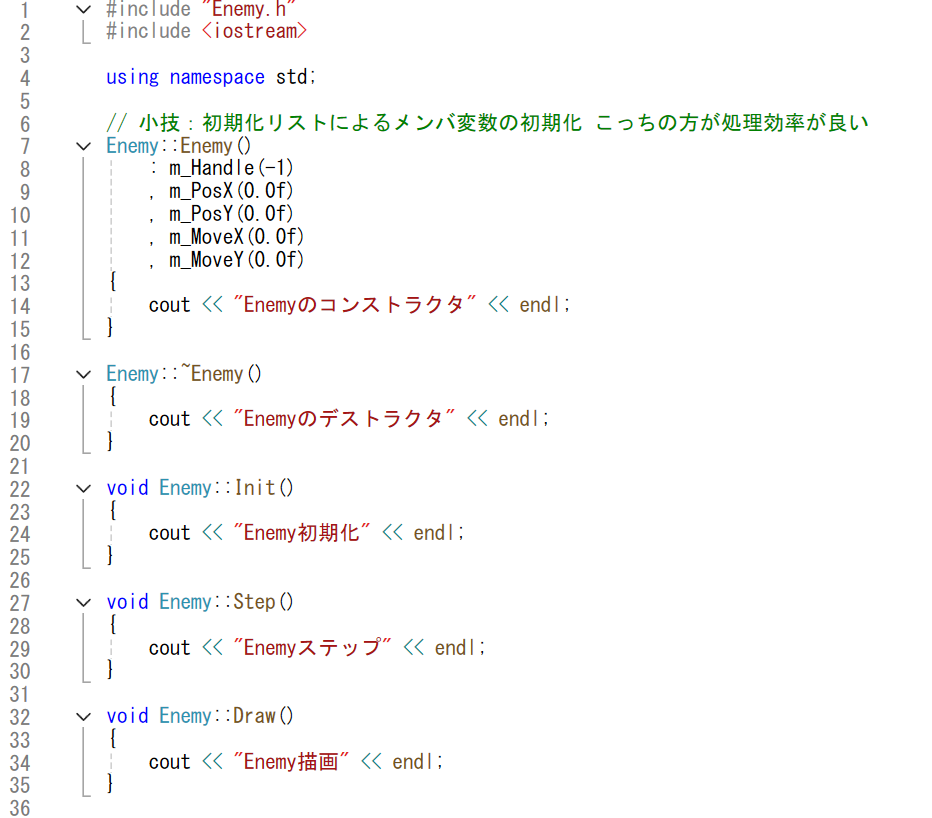 1 #include "Enemy.h"
2 #include <iostream>
3
4 using namespace std;
5
6 // 小技：初期化リストによるメンバ変数の初期化 こっちの方が処理効率が良い
7 Enemy::Enemy()
8 : m_Handle(-1)
9 , m_PosX(0.0f)
10 , m_PosY(0.0f)
11 , m_MoveX(0.0f)
12 , m_MoveY(0.0f)
13 {
14 cout << "Enemyのコンストラクタ" << endl;
15 }
16
17 Enemy::~Enemy()
18 {
19 cout << "Enemyのデストラクタ" << endl;
20 }
21
22 void Enemy::Init()
23 {
24 cout << "Enemy初期化" << endl;
25 }
26
27 void Enemy::Step()
28 {
29 cout << "Enemyステップ" << endl;
30 }
31
32 void Enemy::Draw()
33 {
34 cout << "Enemy描画" << endl;
35 }
36